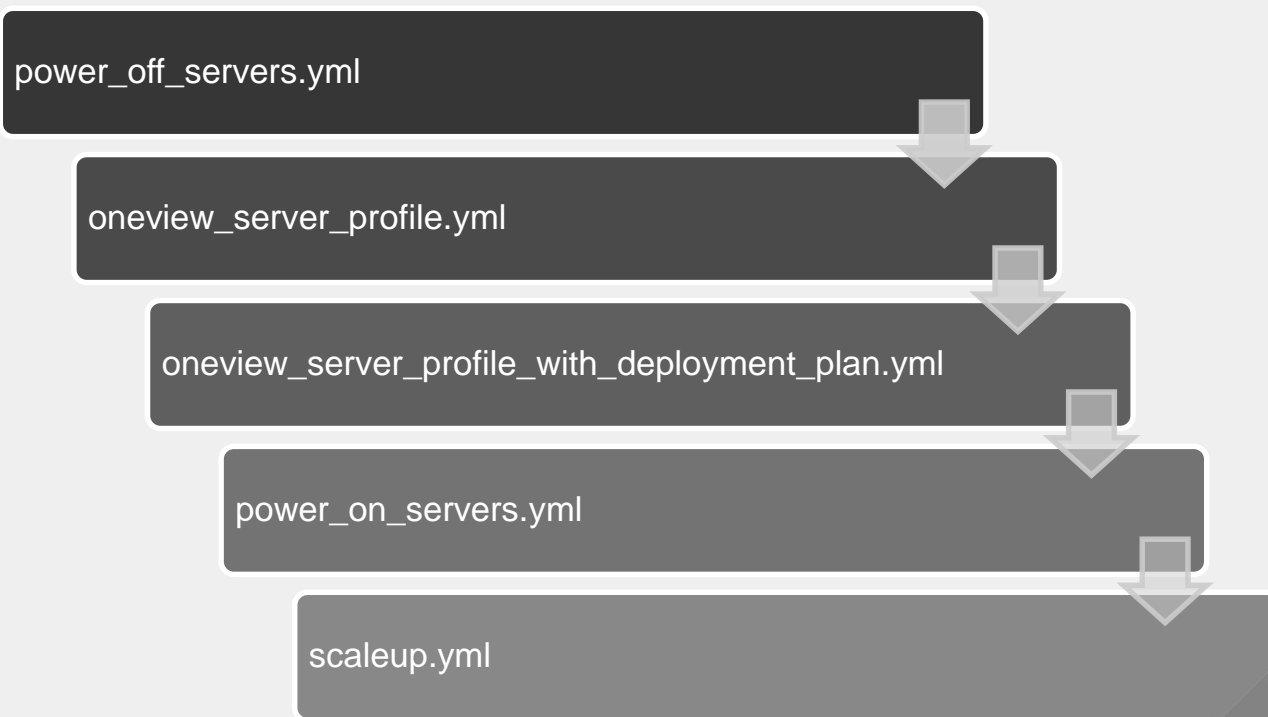 power_off_servers.yml
oneview_server_profile.yml
oneview_server_profile_with_deployment_plan.yml
power_on_servers.yml
scaleup.yml